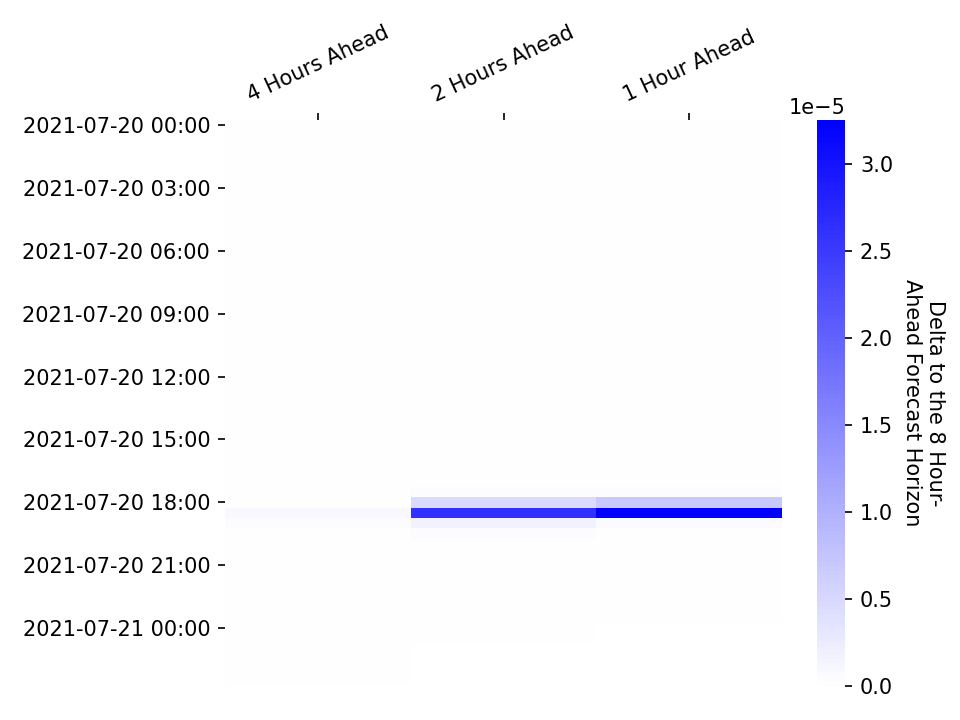 4 Hours Ahead
2 Hours Ahead
1 Hour Ahead
1e−5
2021-07-20 00:00
2021-07-20 03:00
2021-07-20 06:00
2021-07-20 09:00
2021-07-20 12:00
2021-07-20 15:00
2021-07-20 18:00
2021-07-20 21:00
2021-07-21 00:00
3.0
2.5
2.0
1.5
1.0
0.5
0.0
Delta to the 8 Hour-
Ahead Forecast Horizon